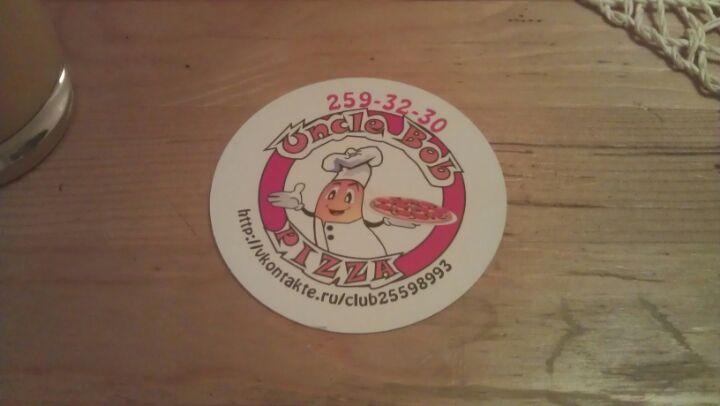 259-32-30
Uncle Bob
PIZZA
http://vkontakte.ru/club25598993